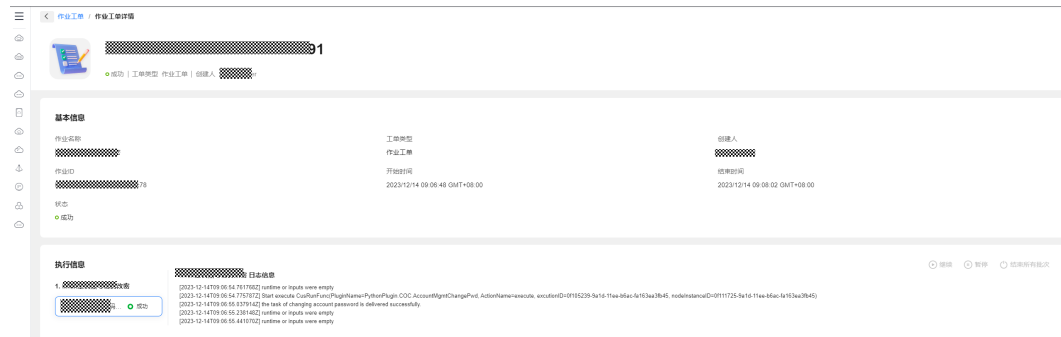 作业工单 / 作业工单详情
91
成功 | 工单类型 作业工单 | 创建人 er
基本信息
作业名称
工单类型
作业工单
创建人
作业ID
78
开始时间
2023/12/14 09:06:48 GMT+08:00
结束时间
2023/12/14 09:08:02 GMT+08:00
状态
成功
执行信息
继续 暂停 结束所有批次
1. 改密
... 成功
日志信息
[2023-12-14T09:06:54.761768Z] runtime or inputs were empty
[2023-12-14T09:06:54.775787Z] Start execute CusRunFunc(PluginName=PythonPlugin.COC.AccountMgmtChangePwd, ActionName=execute, excutionID=0f105239-9a1d-11ee-b6ac-fa163ea3fb45, nodeInstanceID=0f111725-9a1d-11ee-b6ac-fa163ea3fb45)
[2023-12-14T09:06:55.037914Z] the task of changing account password is delivered successfully.
[2023-12-14T09:06:55.238148Z] runtime or inputs were empty
[2023-12-14T09:06:55.441070Z] runtime or inputs were empty